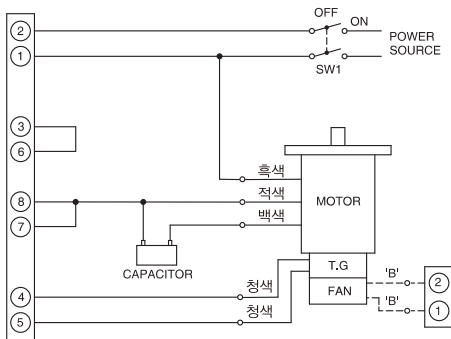 ② OFF ON
POWER
SOURCE
①
SW1
③
⑥
흑색
⑧ 적색 MOTOR
백색
⑦
CAPACITOR
T.G
청색 'B' ②
④ FAN
청색 'B' ①
⑤